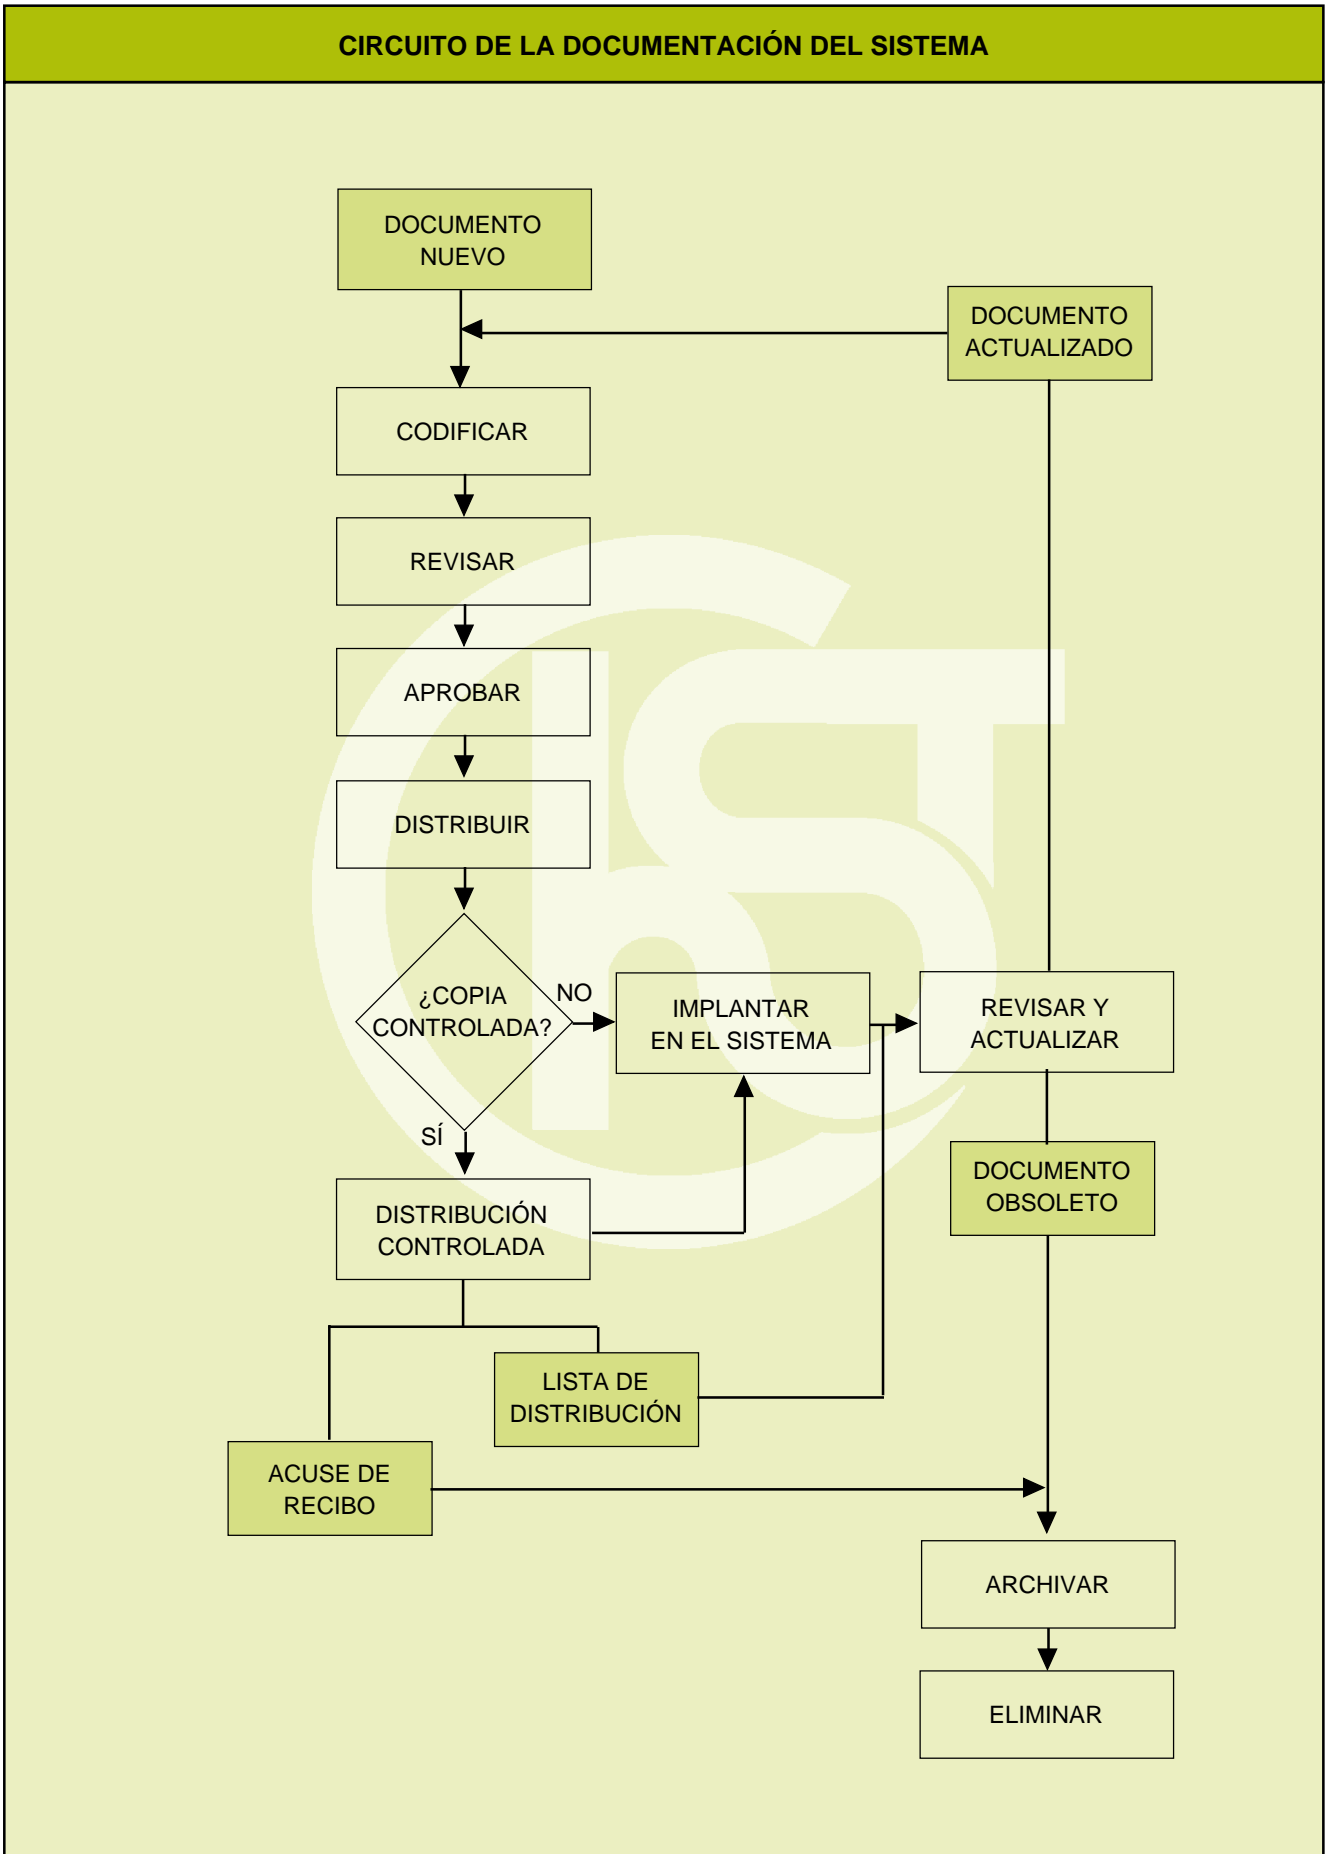 CIRCUITO DE LA DOCUMENTACIÓN DEL SISTEMA
DOCUMENTO
NUEVO
DOCUMENTO
ACTUALIZADO
CODIFICAR
REVISAR
APROBAR
DISTRIBUIR
¿COPIA
CONTROLADA?
NO
IMPLANTAR
EN EL SISTEMA
REVISAR Y
ACTUALIZAR
SÍ
DISTRIBUCIÓN
CONTROLADA
DOCUMENTO
OBSOLETO
LISTA DE
DISTRIBUCIÓN
ACUSE DE
RECIBO
ARCHIVAR
ELIMINAR